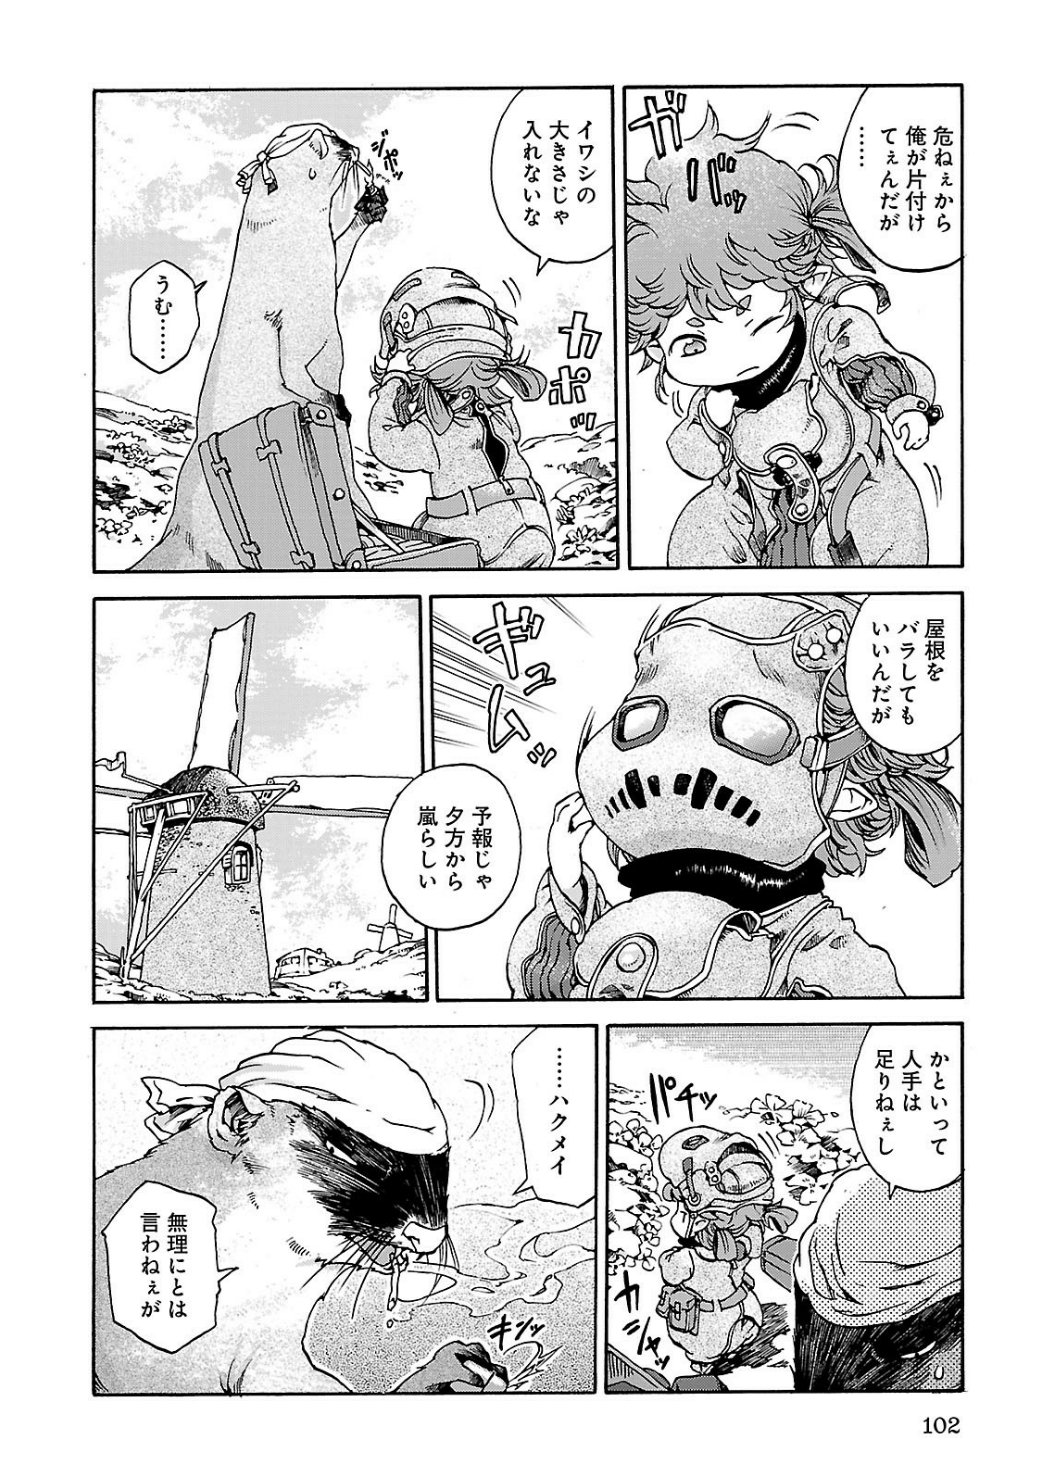 危ねぇから
俺が片付け
てぇんだが
……
ガ
バッ
イワシの
大きさじゃ
入れないいな
ジポッ
うむ……
カポッ
屋根を
バラしても
いいんだが
ギュムッ
予報じゃ
夕方から
嵐らしい
かといって
人手は
足りねぇし
パチッ
カシャッ
……ハクメイ
無理にとは
言わねぇが
キンッ
102